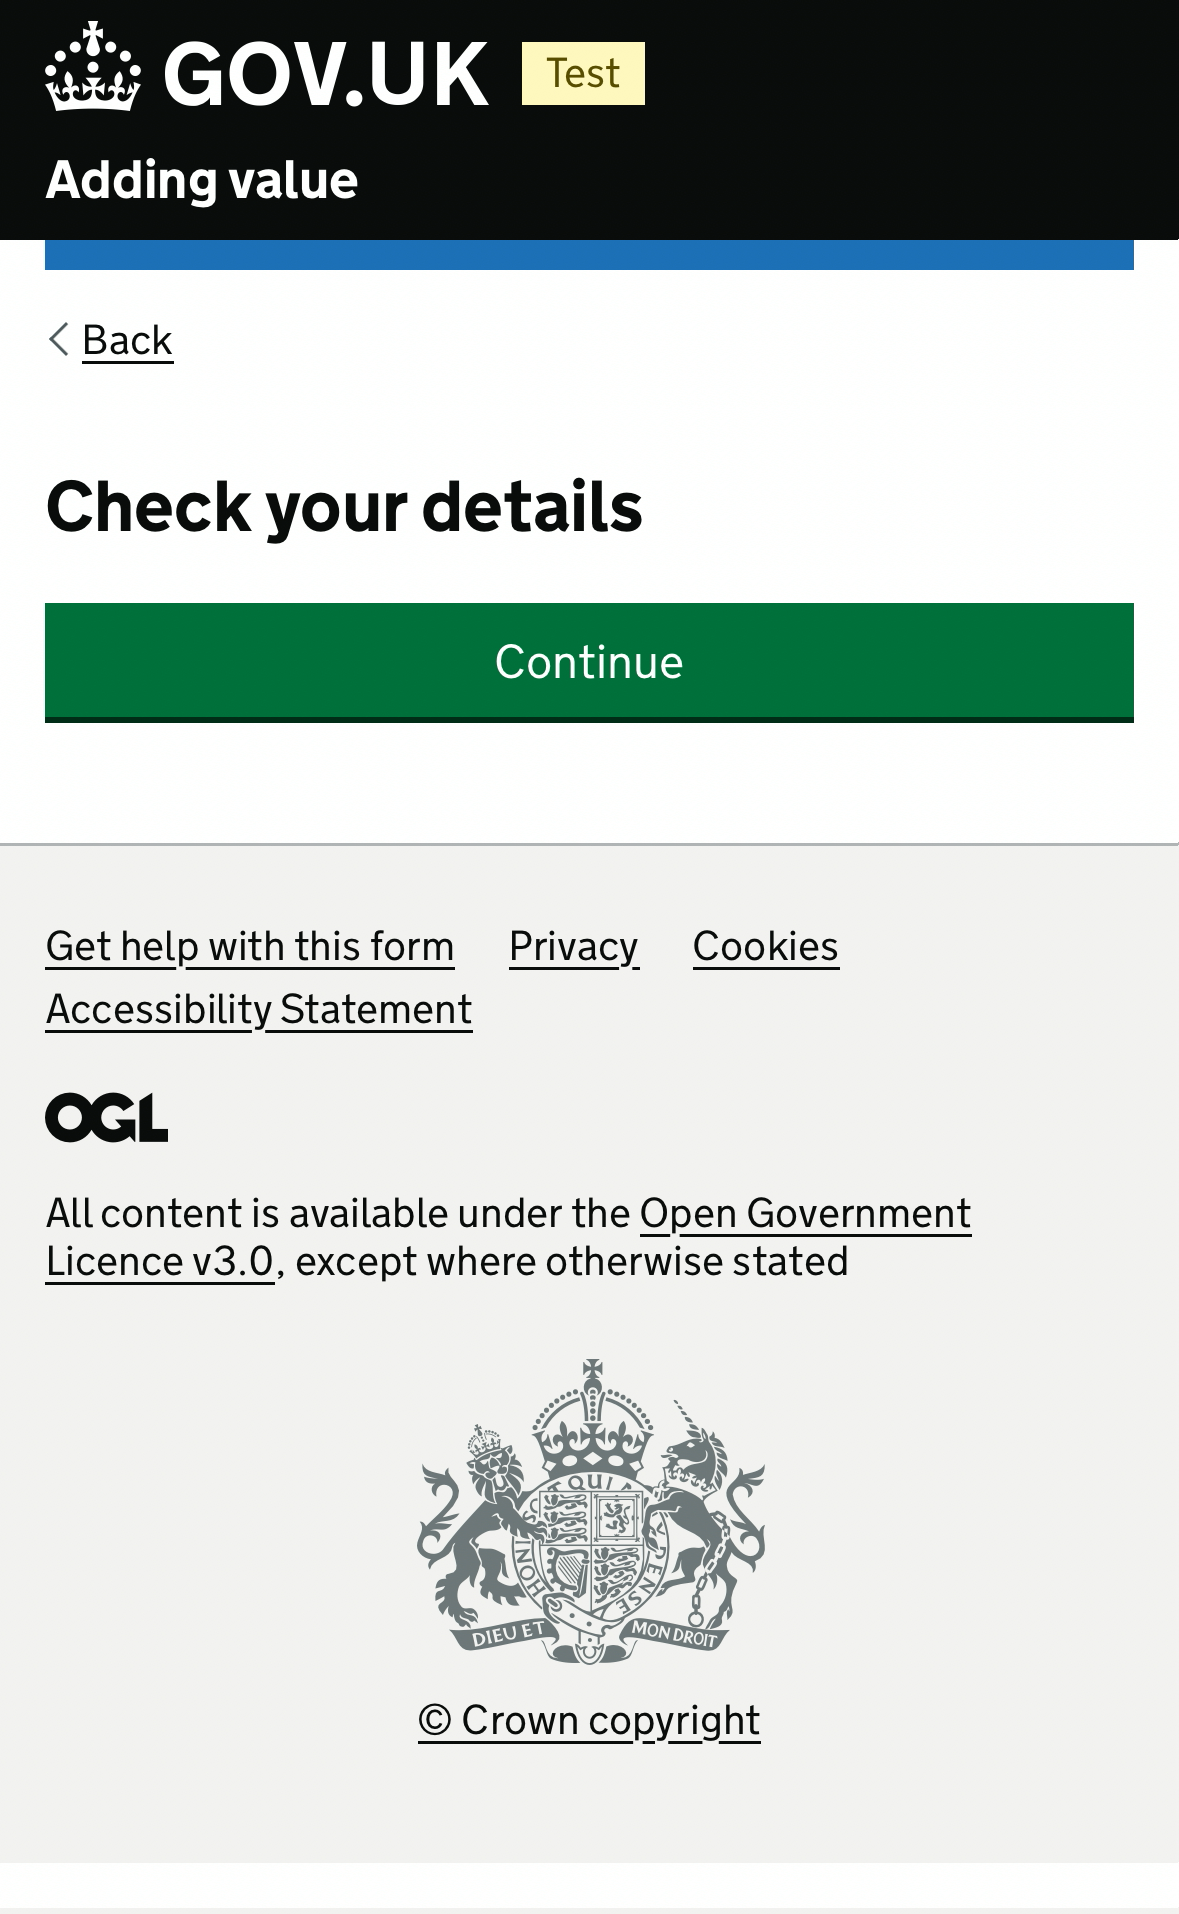 GOV.UK Test
Adding value
Back
Check your details
Continue
Get help with this form Privacy Cookies
Accessibility Statement
OGL
All content is available under the Open Government
Licence v3.0, except where otherwise stated
QUI
HONI
PENSE
DIEU ET MON DROIT
© Crown copyright